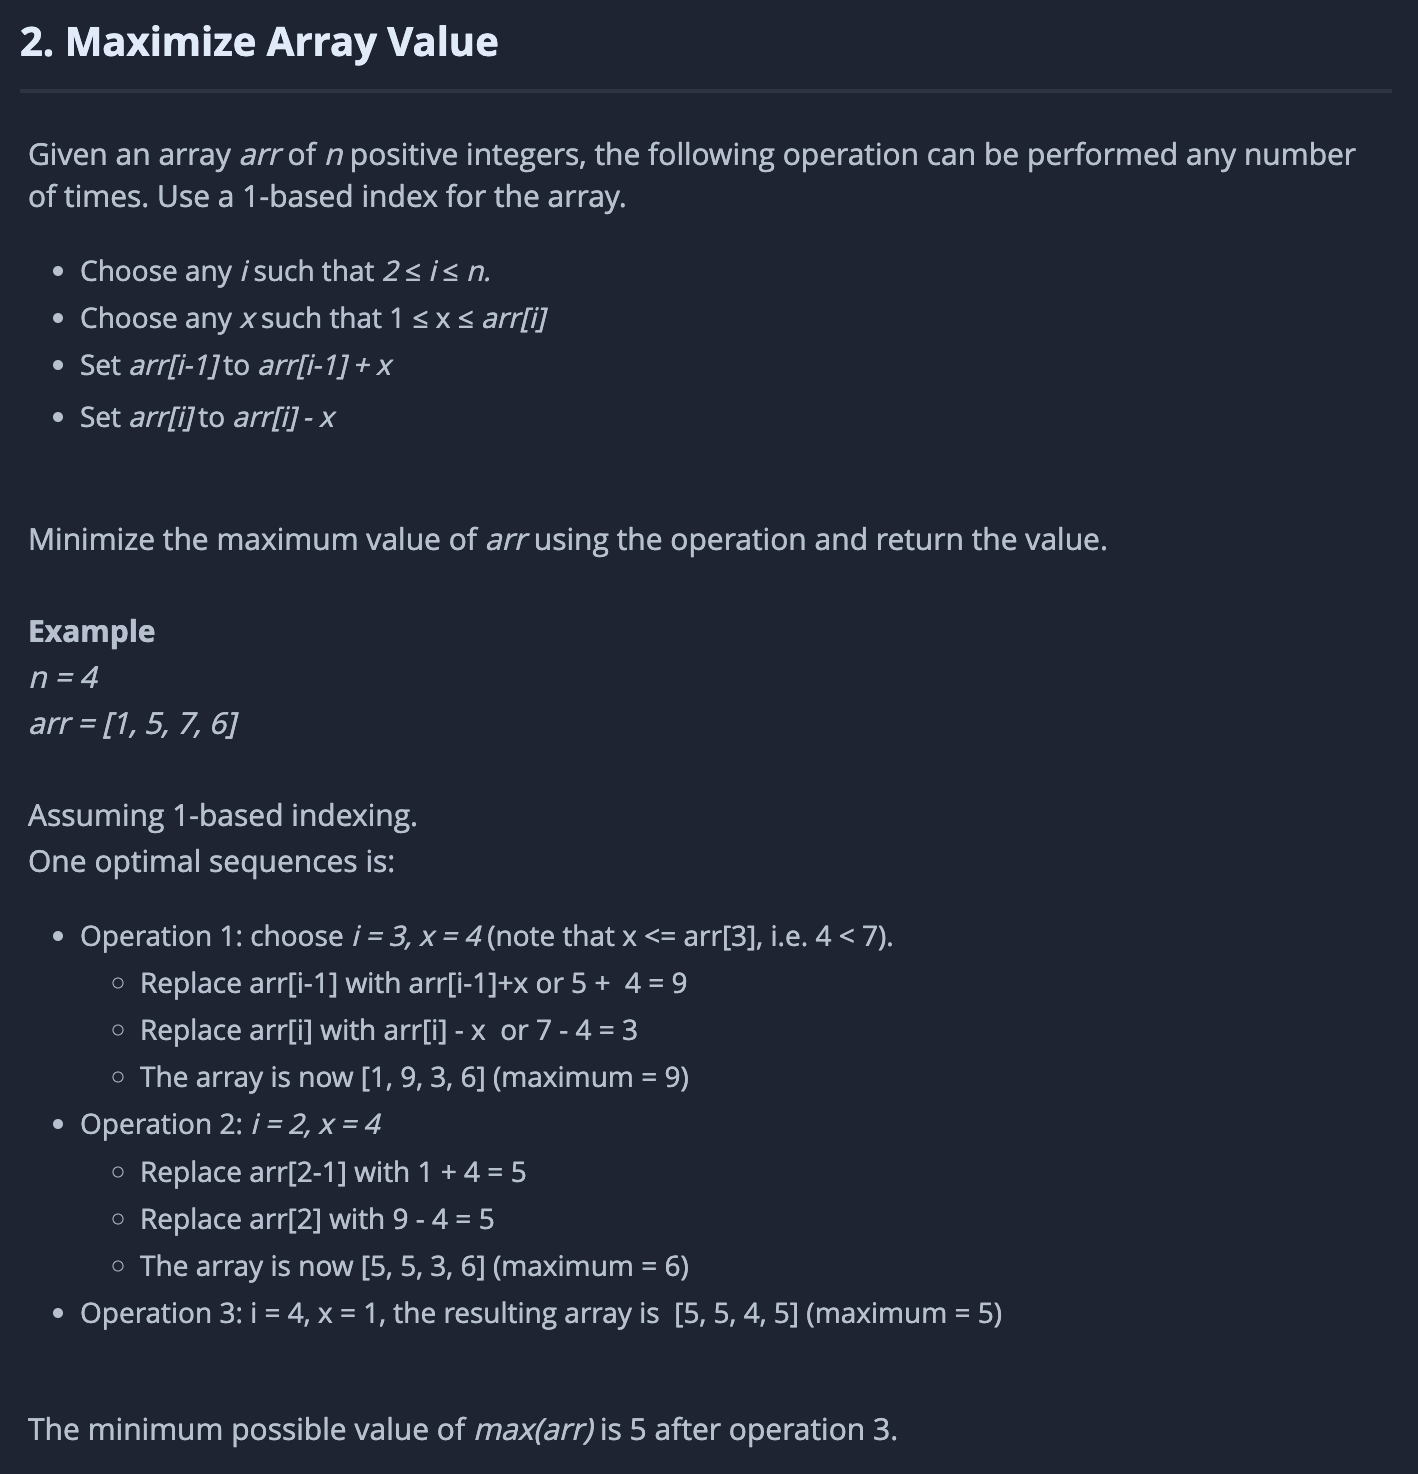 2. Maximize Array Value
Given an array arr of n positive integers, the following operation can be performed any number
of times. Use a 1-based index for the array.
• Choose any i such that 2 ≤ i ≤ n.
• Choose any x such that 1 ≤ x ≤ arr[i]
• Set arr[i-1] to arr[i-1] + x
• Set arr[i] to arr[i] - x
Minimize the maximum value of arr using the operation and return the value.
Example
n = 4
arr = [1, 5, 7, 6]
Assuming 1-based indexing.
One optimal sequences is:
• Operation 1: choose i = 3, x = 4 (note that x <= arr[3], i.e. 4 < 7).
○ Replace arr[i-1] with arr[i-1]+x or 5 + 4 = 9
○ Replace arr[i] with arr[i] - x or 7 - 4 = 3
○ The array is now [1, 9, 3, 6] (maximum = 9)
• Operation 2: i = 2, x = 4
○ Replace arr[2-1] with 1 + 4 = 5
○ Replace arr[2] with 9 - 4 = 5
○ The array is now [5, 5, 3, 6] (maximum = 6)
• Operation 3: i = 4, x = 1, the resulting array is [5, 5, 4, 5] (maximum = 5)
The minimum possible value of max(arr) is 5 after operation 3.